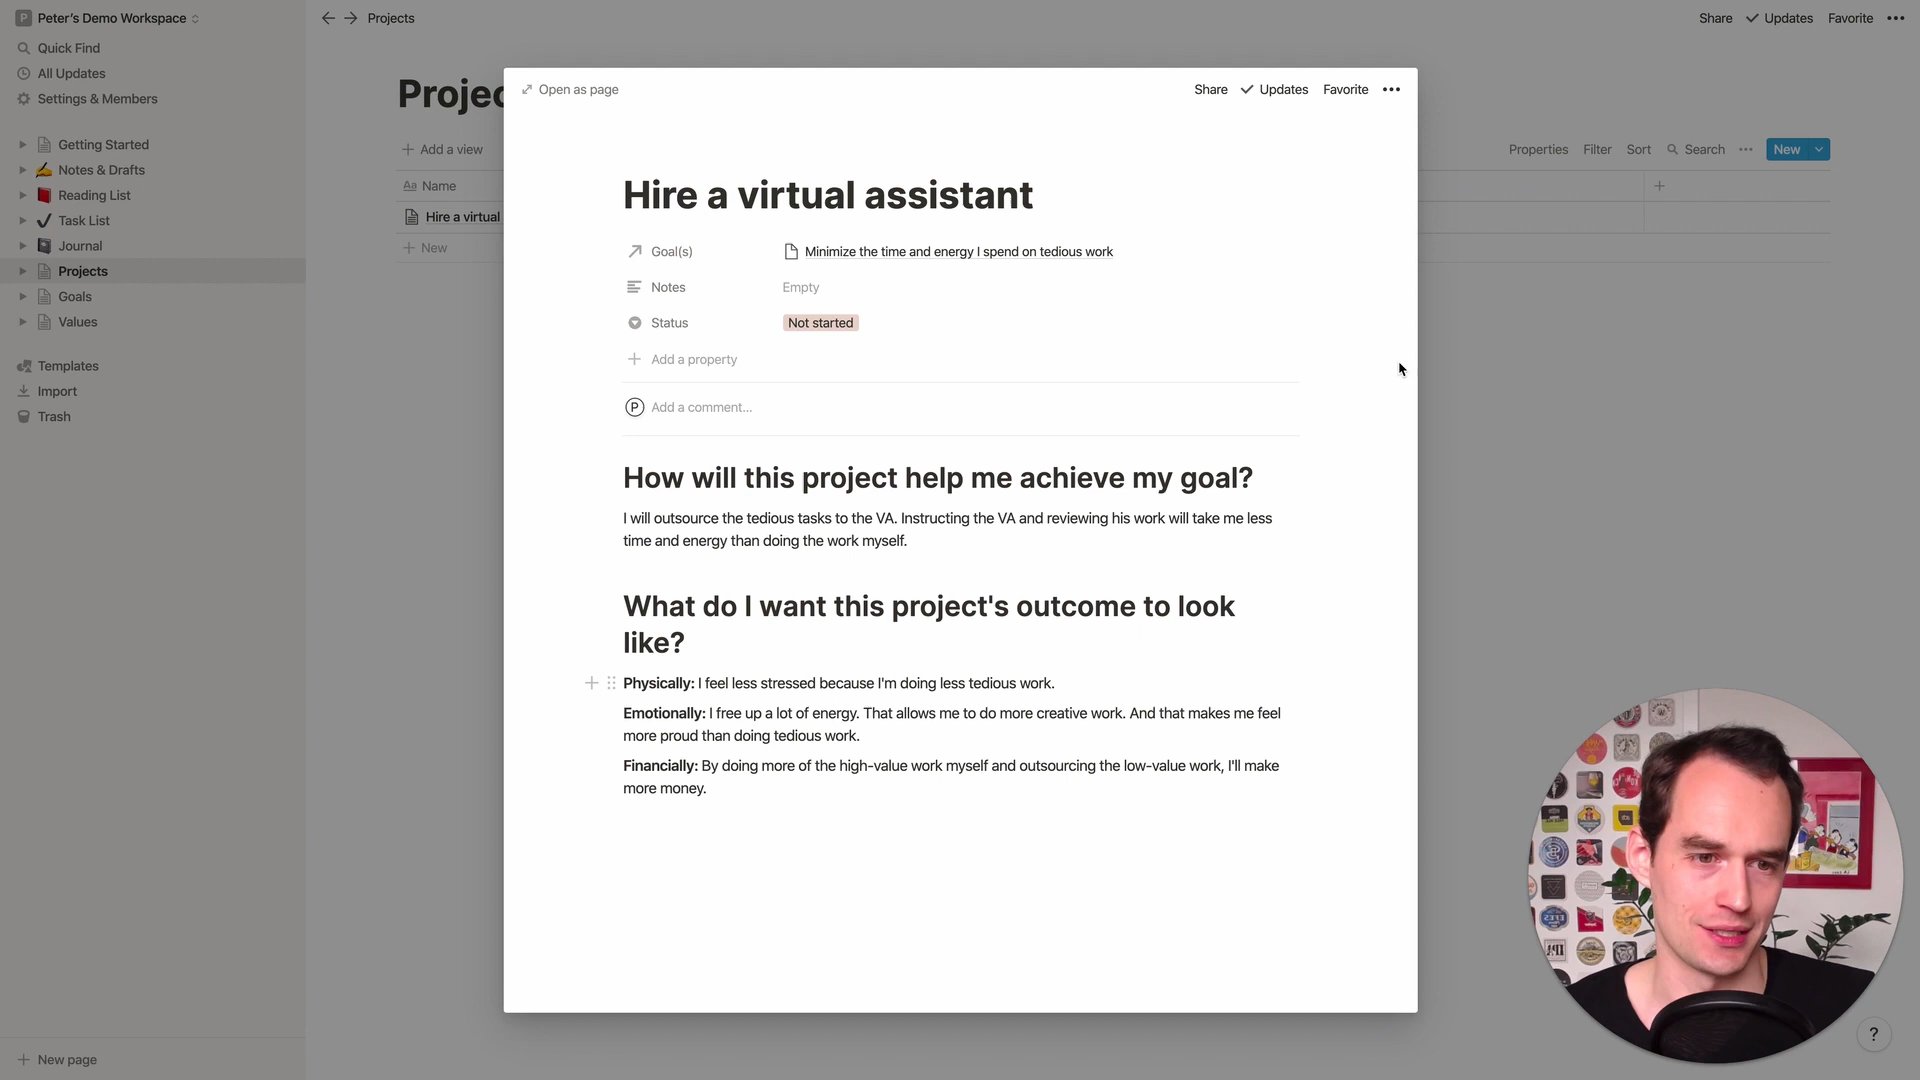 P Peter's Demo Workspace
Quick Find
All Updates
Settings & Members
Getting Started
Notes & Drafts
Reading List
Task List
Journal
Projects
Goals
Values
Templates
Import
Trash
New page
Projects
Share Updates Favorite
Projec
Add a view
Properties Filter Sort Search New
Aa Name
Hire a virtual
New
Open as page
Share Updates Favorite
Hire a virtual assistant
Goal(s) Minimize the time and energy I spend on tedious work
Notes Empty
Status Not started
Add a property
P Add a comment...
How will this project help me achieve my goal?
I will outsource the tedious tasks to the VA. Instructing the VA and reviewing his work will take me less
time and energy than doing the work myself.
What do I want this project's outcome to look
like?
Physically: I feel less stressed because I'm doing less tedious work.
Emotionally: I free up a lot of energy. That allows me to do more creative work. And that makes me feel
more proud than doing tedious work.
Financially: By doing more of the high-value work myself and outsourcing the low-value work, I'll make
more money.
?